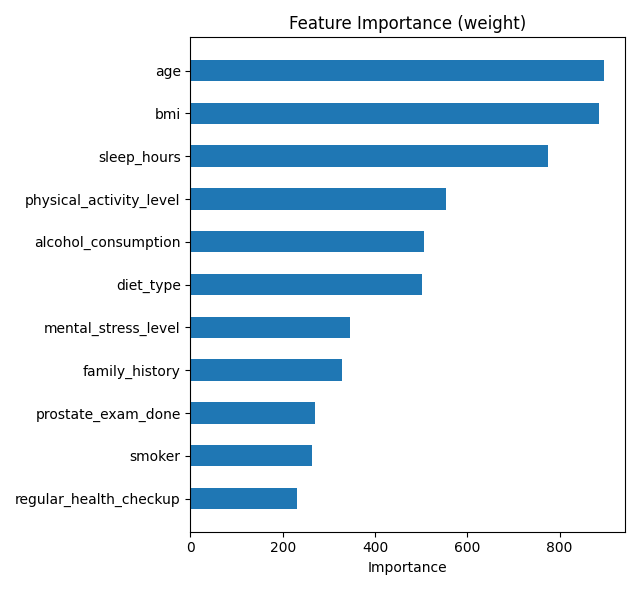 Feature Importance (weight)
age
bmi
sleep_hours
physical_activity_level
alcohol_consumption
diet_type
mental_stress_level
family_history
prostate_exam_done
smoker
regular_health_checkup
0 200 400 600 800
Importance